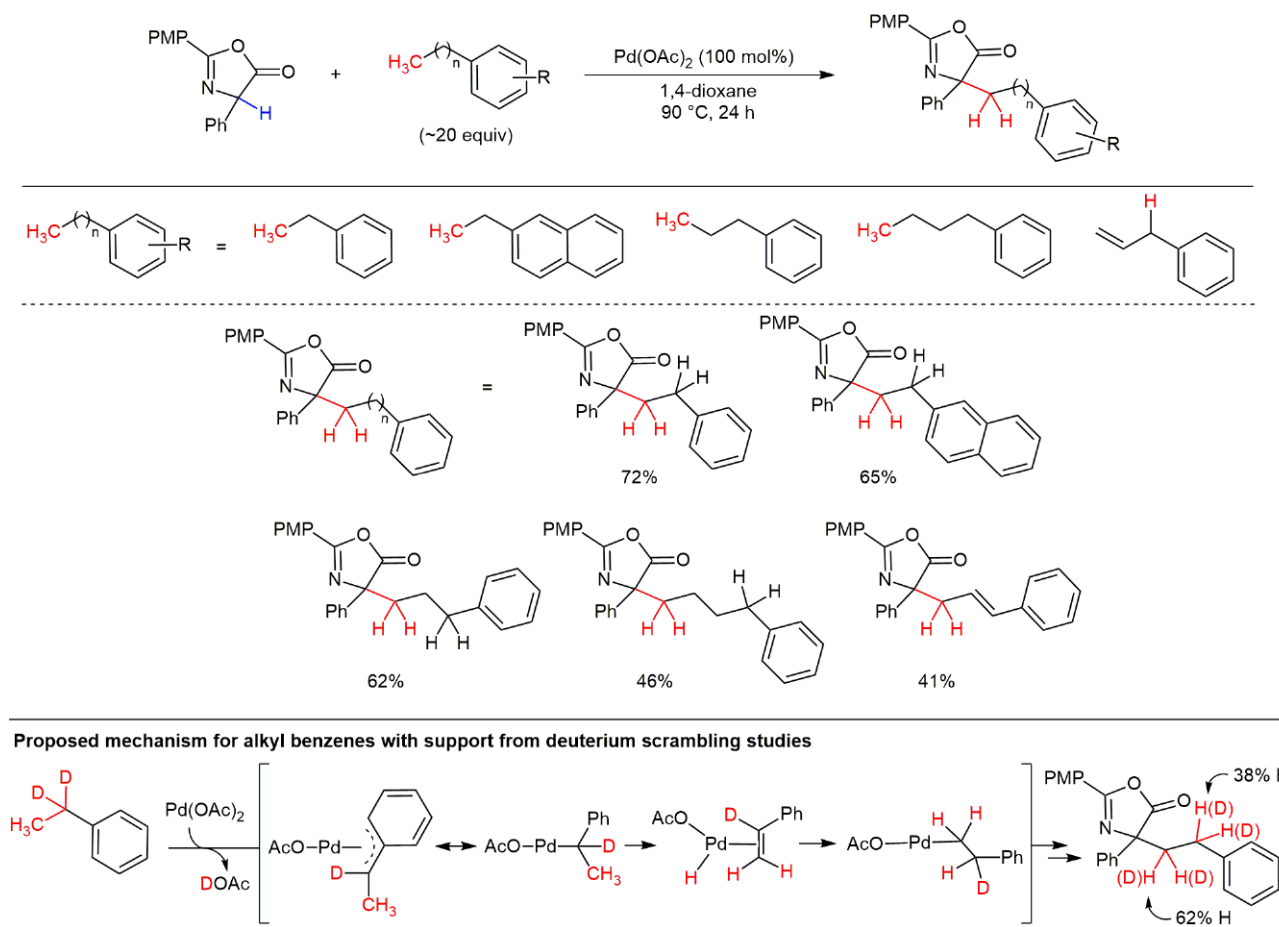 PMP
O
O
N
Ph
H
+
H₃C
( )n
R
(~20 equiv)
Pd(OAc)₂ (100 mol%)
1,4-dioxane
90 °C, 24 h
PMP
O
O
N
Ph
H H
( )n
R
H₃C
( )n
R
=
H₃C
H₃C
H₃C
H₃C
H
PMP
O
O
N
Ph
H H
( )n
=
PMP
O
O
N
Ph
H H
H
H
72%
PMP
O
O
N
Ph
H H
H
H
65%
PMP
O
O
N
Ph
H H
H H
62%
PMP
O
O
N
Ph
H H
H
H
46%
PMP
O
O
N
Ph
H H
41%
Proposed mechanism for alkyl benzenes with support from deuterium scrambling studies
D
D
H₃C
Pd(OAc)₂
DOAc
AcO-Pd
D
CH₃
AcO-Pd
Ph
D
CH₃
AcO
Pd
H
D
Ph
H H
AcO-Pd
H
H
Ph
D
PMP
O
O
N
Ph
38% H
H(D)
H(D)
(D)H
H(D)
62% H